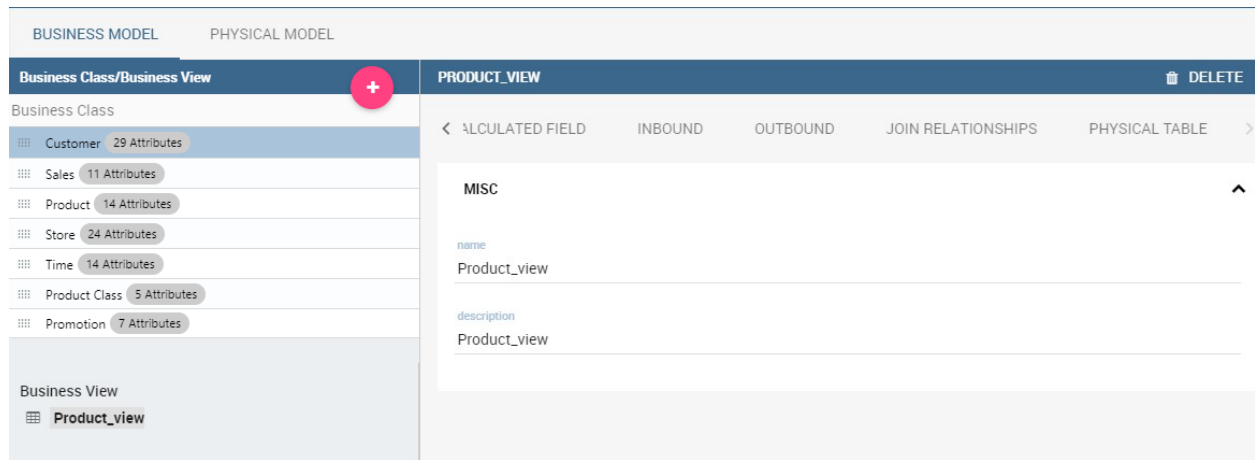 BUSINESS MODEL PHYSICAL MODEL
Business Class/Business View
+
Business Class
Customer 29 Attributes
Sales 11 Attributes
Product 14 Attributes
Store 24 Attributes
Time 14 Attributes
Product Class 5 Attributes
Promotion 7 Attributes
Business View
Product_view
PRODUCT_VIEW DELETE
ALCULATED FIELD INBOUND OUTBOUND JOIN RELATIONSHIPS PHYSICAL TABLE
MISC
name
Product_view
description
Product_view